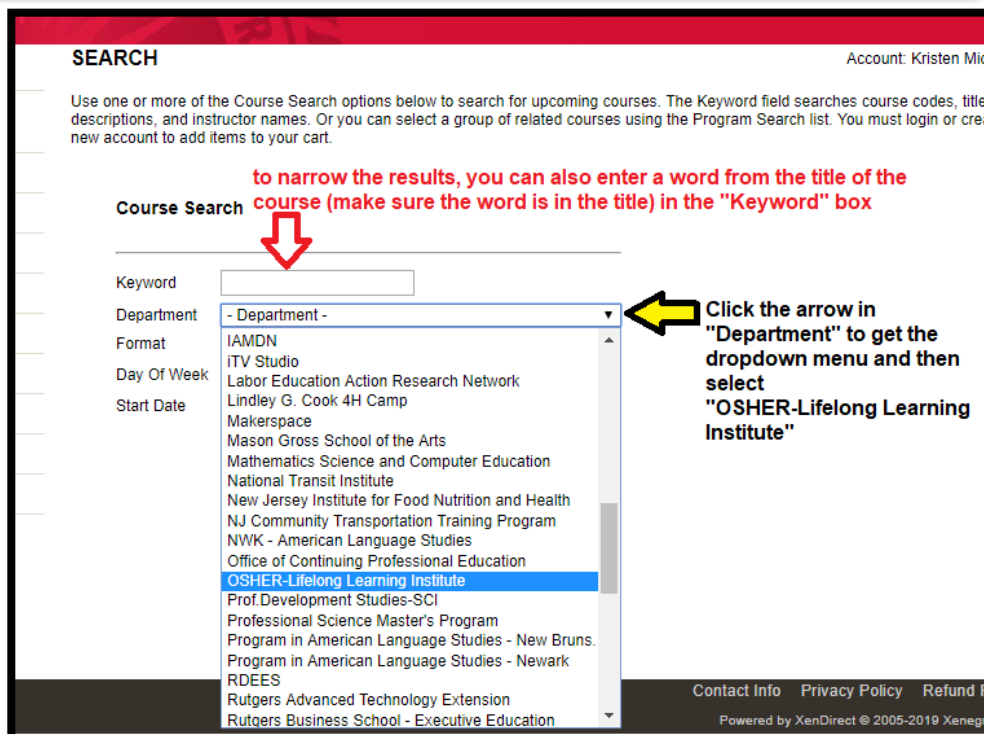 SEARCH
Account: Kristen
Use one or more of the Course Search options below to search for upcoming courses. The Keyword field searches course codes,
descriptions, and instructor names. Or you can select a group of related courses using the Program Search list. You must login or
new account to add items to your cart.
to narrow the results, you can also enter a word from the title of the
course (make sure the word is in the title) in the "Keyword" box
Course Search
Keyword
Department
- Department -
Click the arrow in
"Department" to get the
dropdown menu and then
select
"OSHER-Lifelong Learning
Institute"
Format
Day Of Week
Start Date
IAMDN
iTV Studio
Labor Education Action Research Network
Lindley G. Cook 4H Camp
Makerspace
Mason Gross School of the Arts
Mathematics Science and Computer Education
National Transit Institute
New Jersey Institute for Food Nutrition and Health
NJ Community Transportation Training Program
NWK - American Language Studies
Office of Continuing Professional Education
OSHER-Lifelong Learning Institute
Prof.Development Studies-SCI
Professional Science Master's Program
Program in American Language Studies - New Bruns.
Program in American Language Studies - Newark
RDEES
Rutgers Advanced Technology Extension
Rutgers Business School - Executive Education
Contact Info Privacy Policy Refund
Powered by XenDirect © 2005-2019